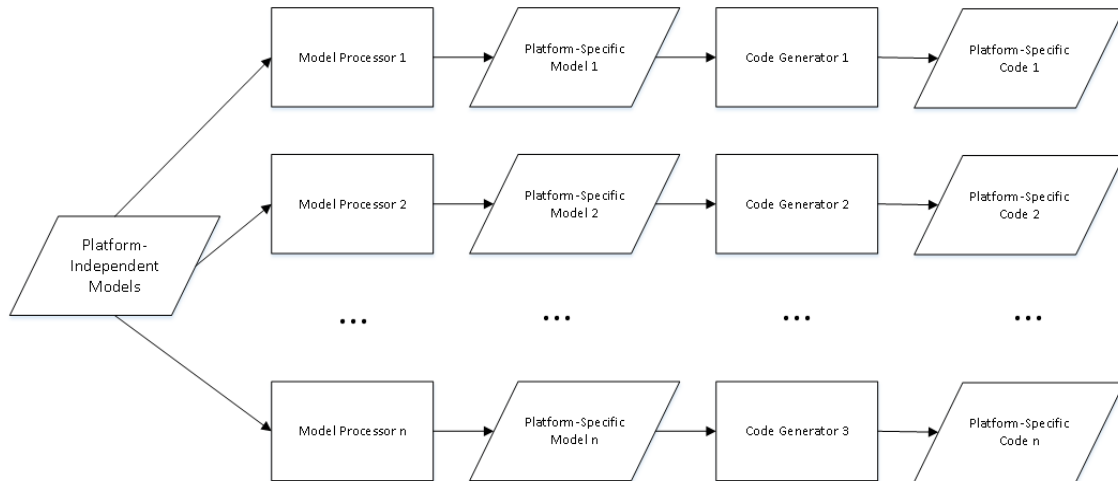 Model Processor 1
Platform-Specific
Model 1
Code Generator 1
Platform-Specific
Code 1
Model Processor 2
Platform-Specific
Model 2
Code Generator 2
Platform-Specific
Code 2
Platform-
Independent
Models
...
...
...
...
Model Processor n
Platform-Specific
Model n
Code Generator 3
Platform-Specific
Code n